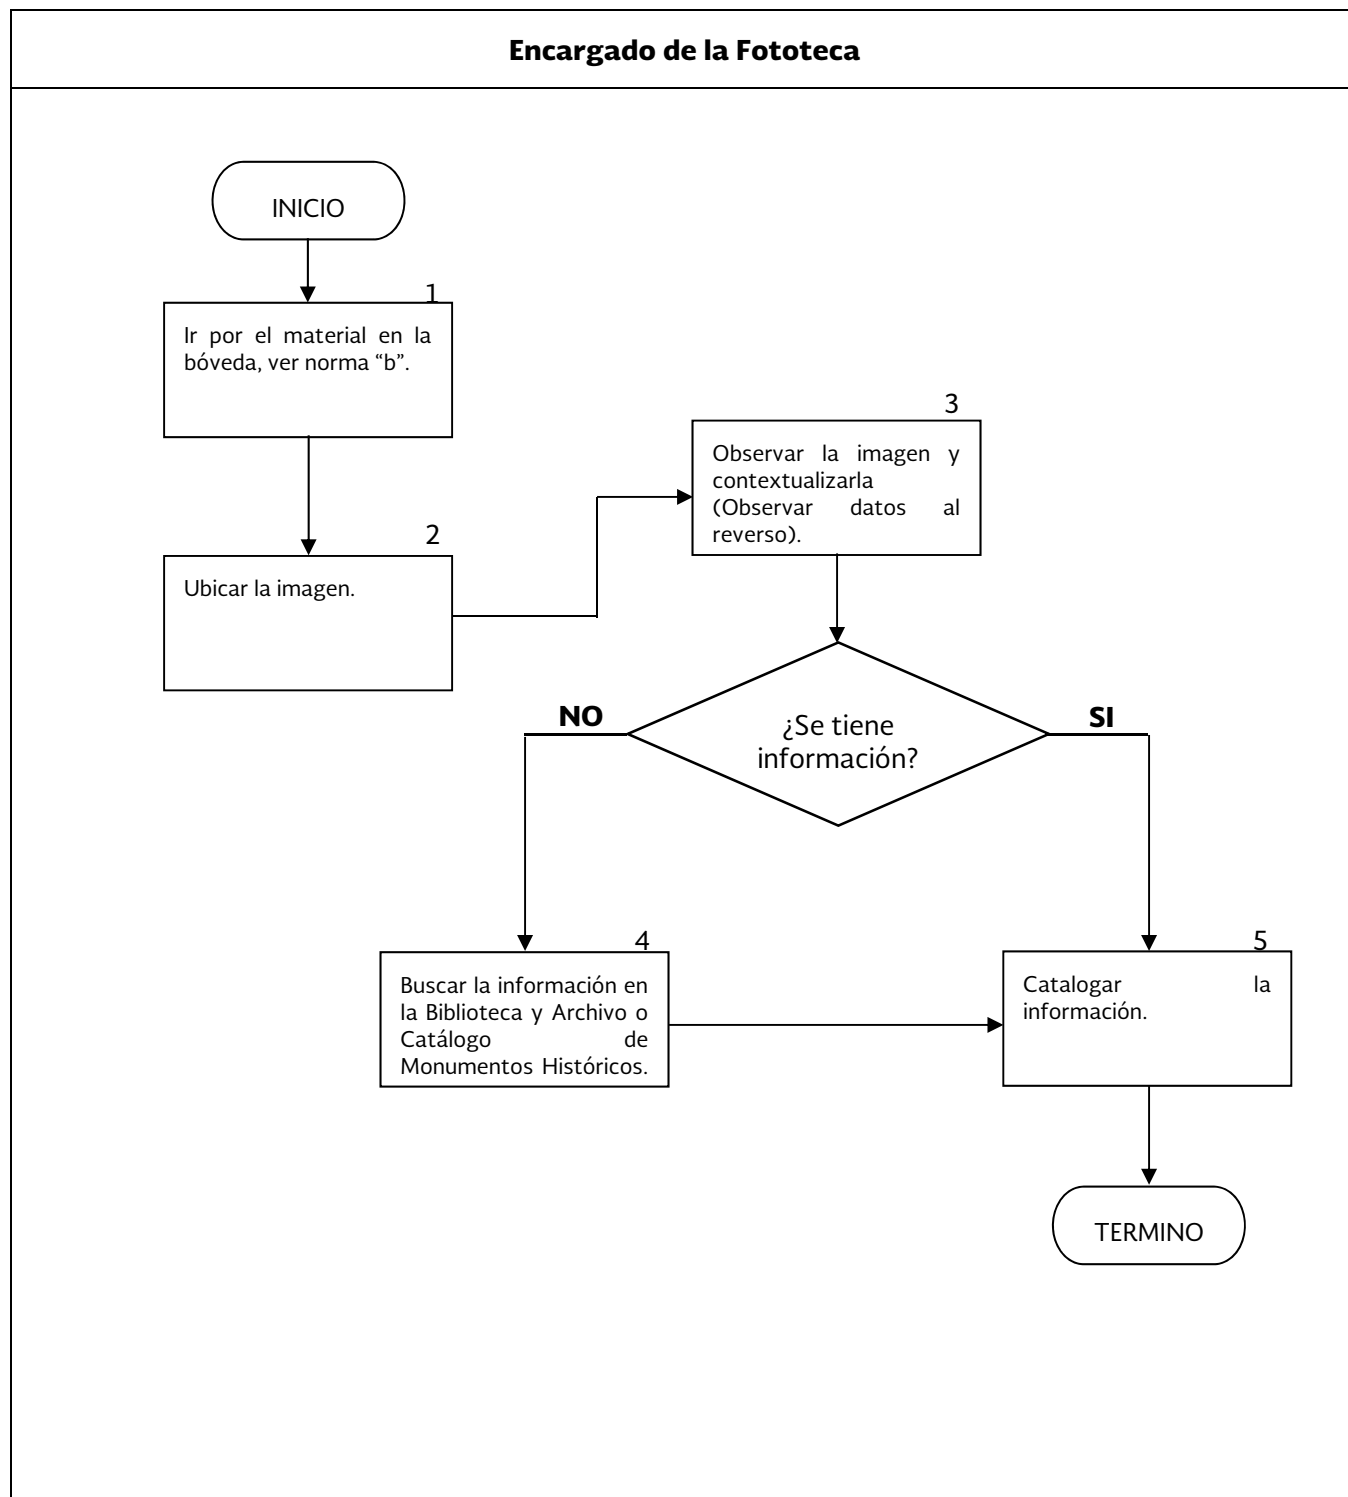 Encargado de la Fototeca
INICIO
1
Ir por el material en la
bóveda, ver norma “b”.
2
Ubicar la imagen.
3
Observar la imagen y
contextualizarla
(Observar datos al
reverso).
¿Se tiene
información?
NO
SI
4
Buscar la información en
la Biblioteca y Archivo o
Catálogo de
Monumentos Históricos.
5
Catalogar la
información.
TERMINO